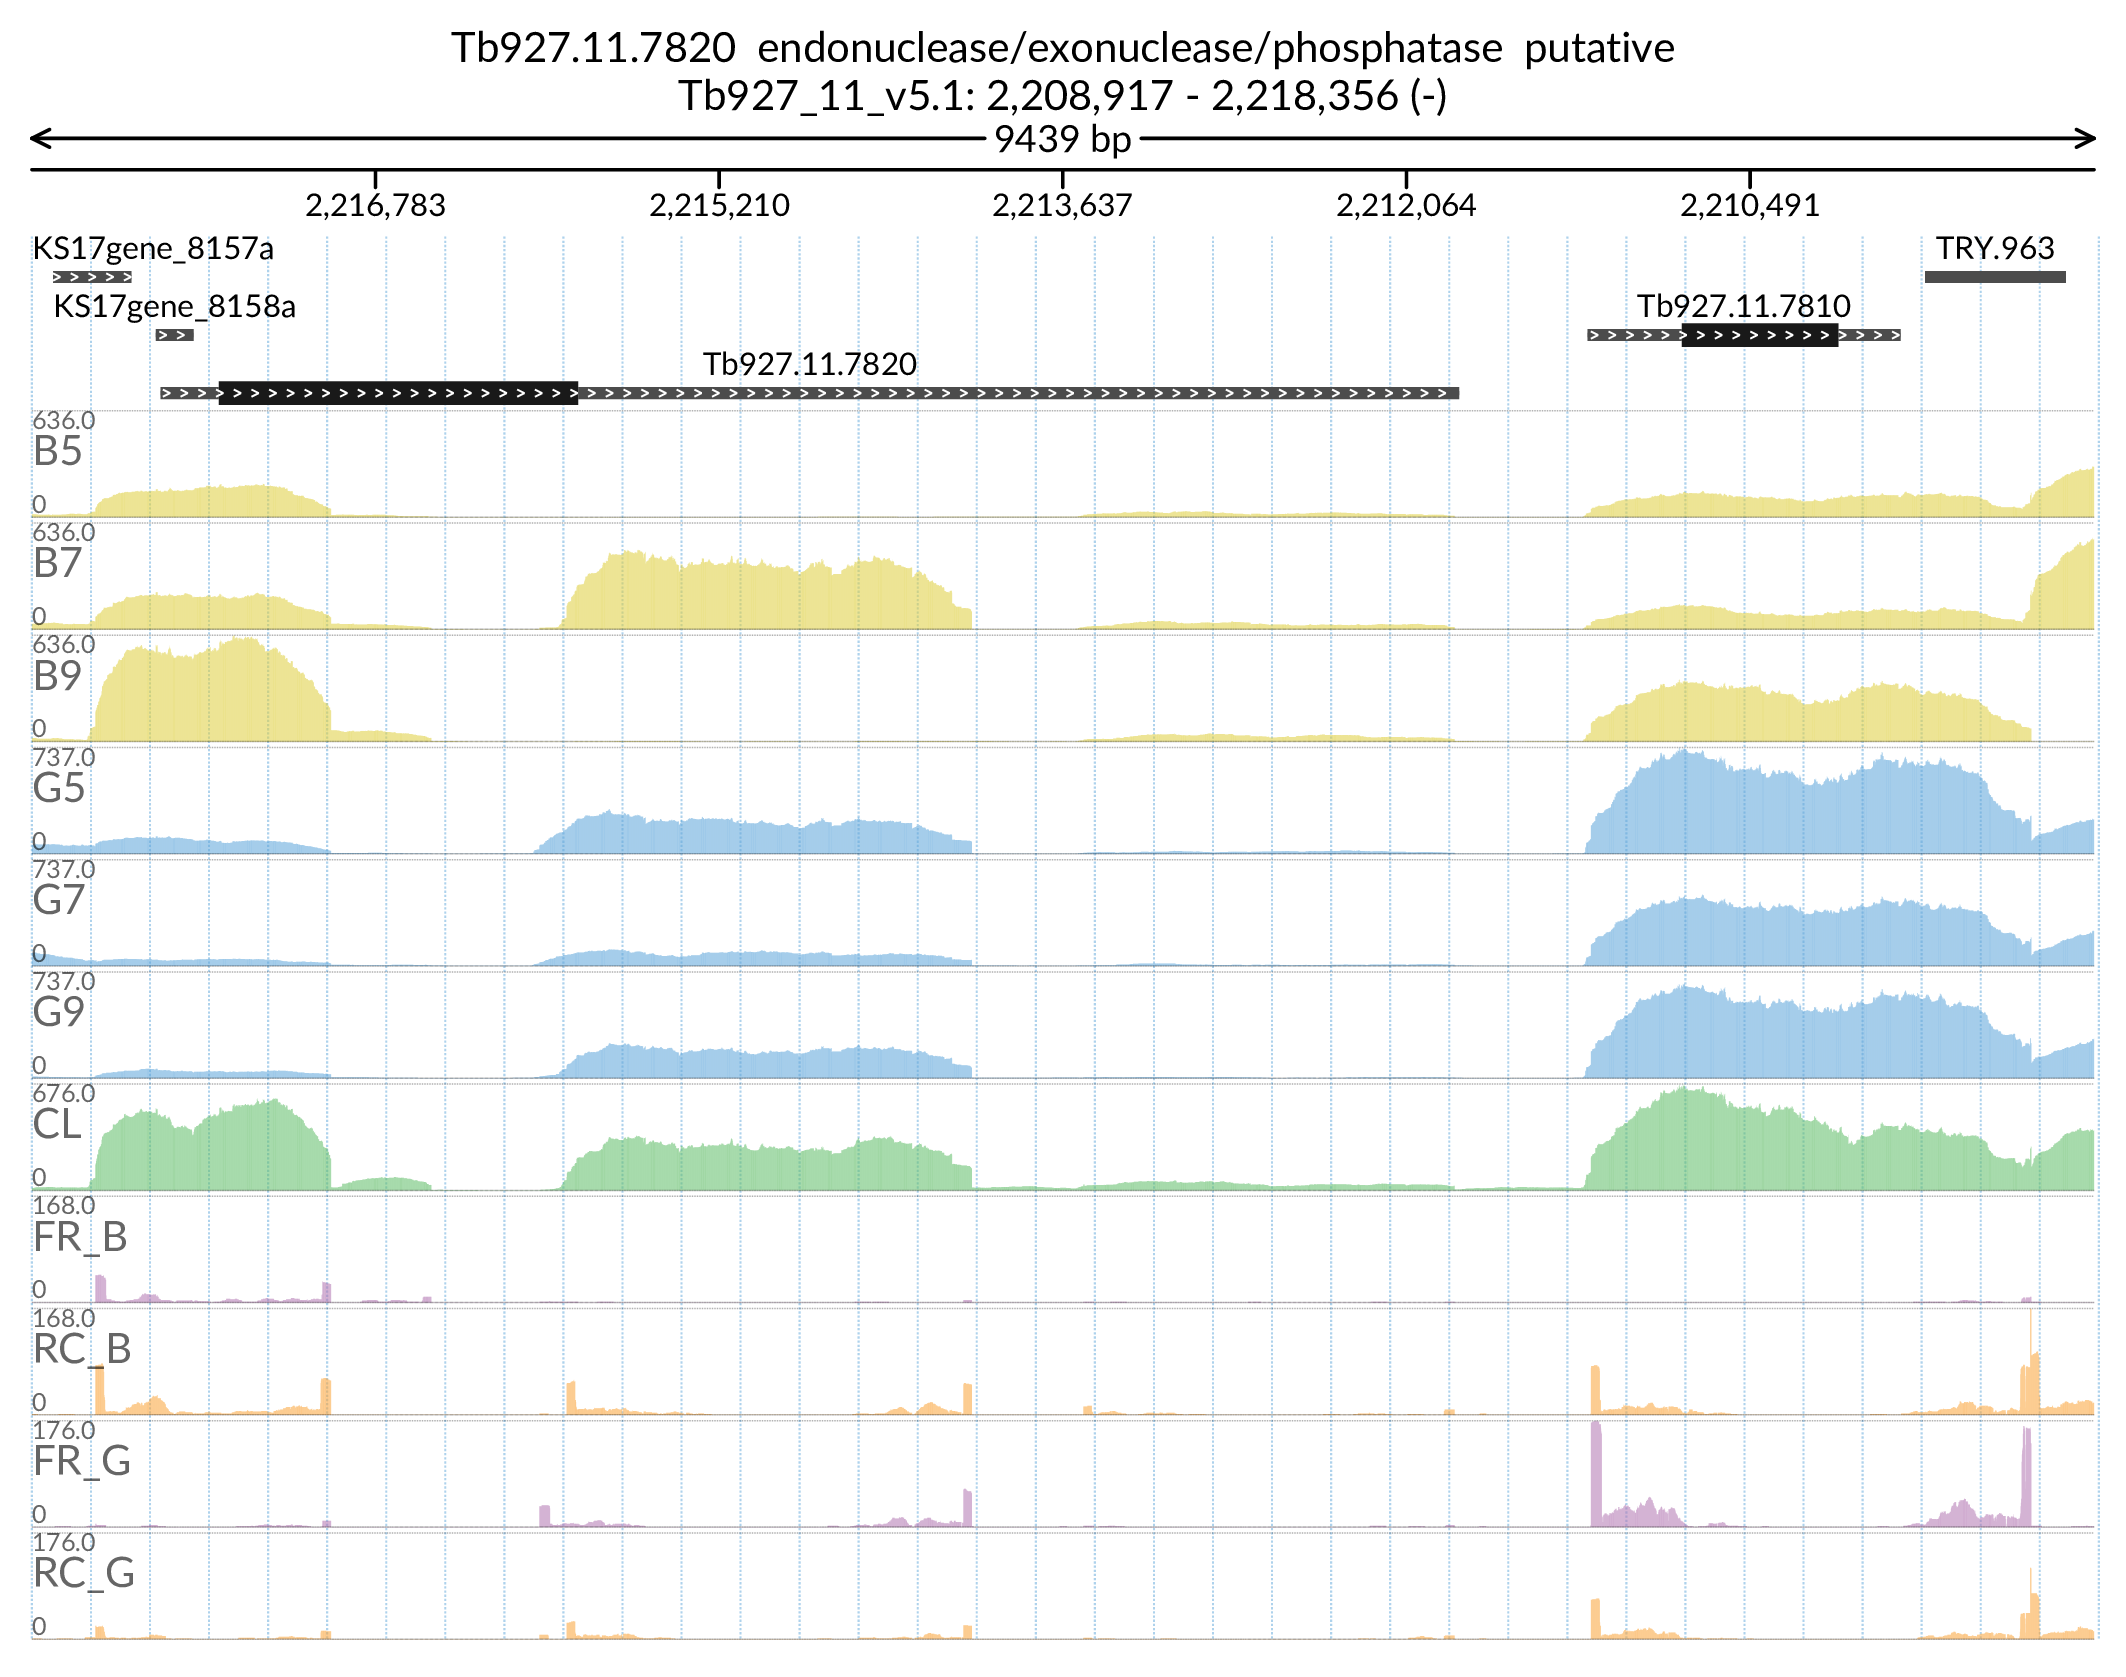 Tb927.11.7820 endonuclease/exonuclease/phosphatase putative
Tb927_11_v5.1: 2,208,917 - 2,218,356 (-)
9439 bp
2,216,783 2,215,210 2,213,637 2,212,064 2,210,491
KS17gene_8157a TRY.963
KS17gene_8158a Tb927.11.7810
Tb927.11.7820
636.0
B5
0
636.0
B7
0
636.0
B9
0
737.0
G5
0
737.0
G7
0
737.0
G9
0
676.0
CL
0
168.0
FR_B
0
168.0
RC_B
0
176.0
FR_G
0
176.0
RC_G
0